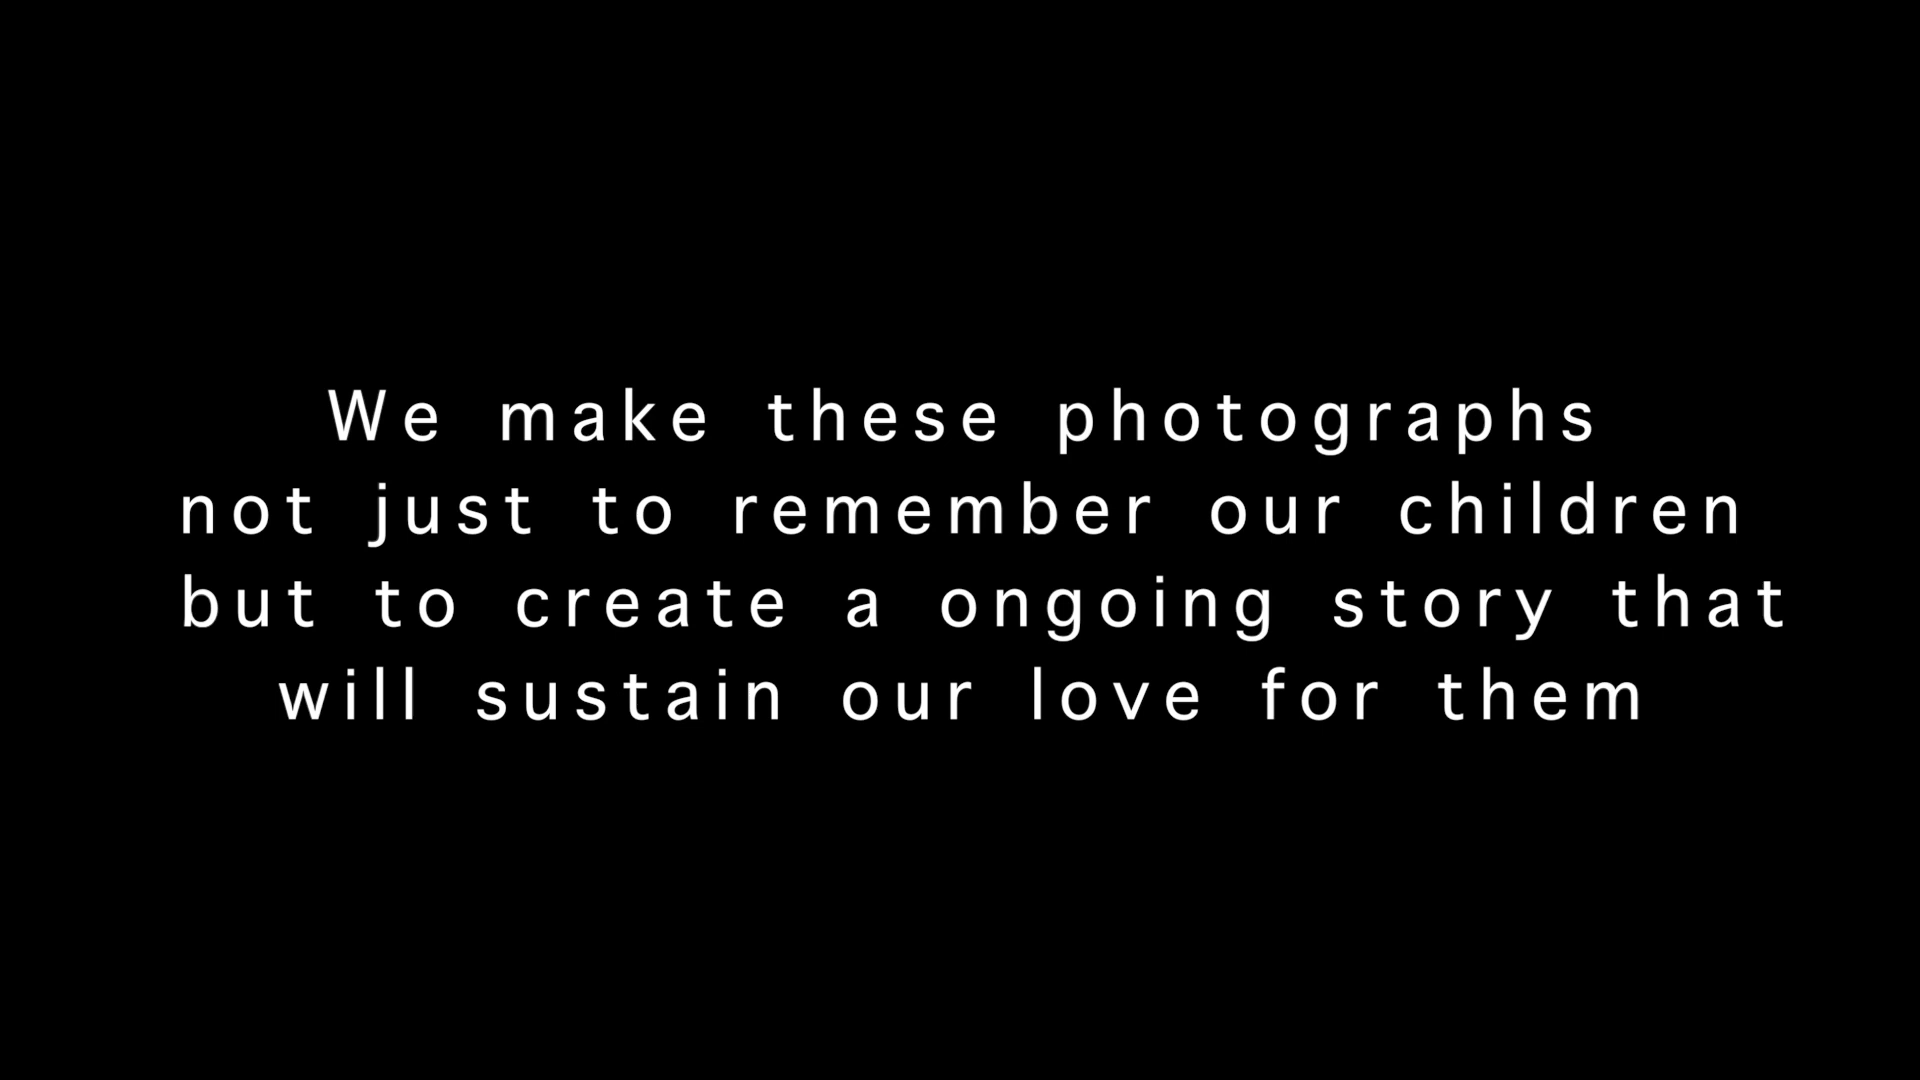 We make these photographs
not just to remember our children
but to create a ongoing story that
will sustain our love for them